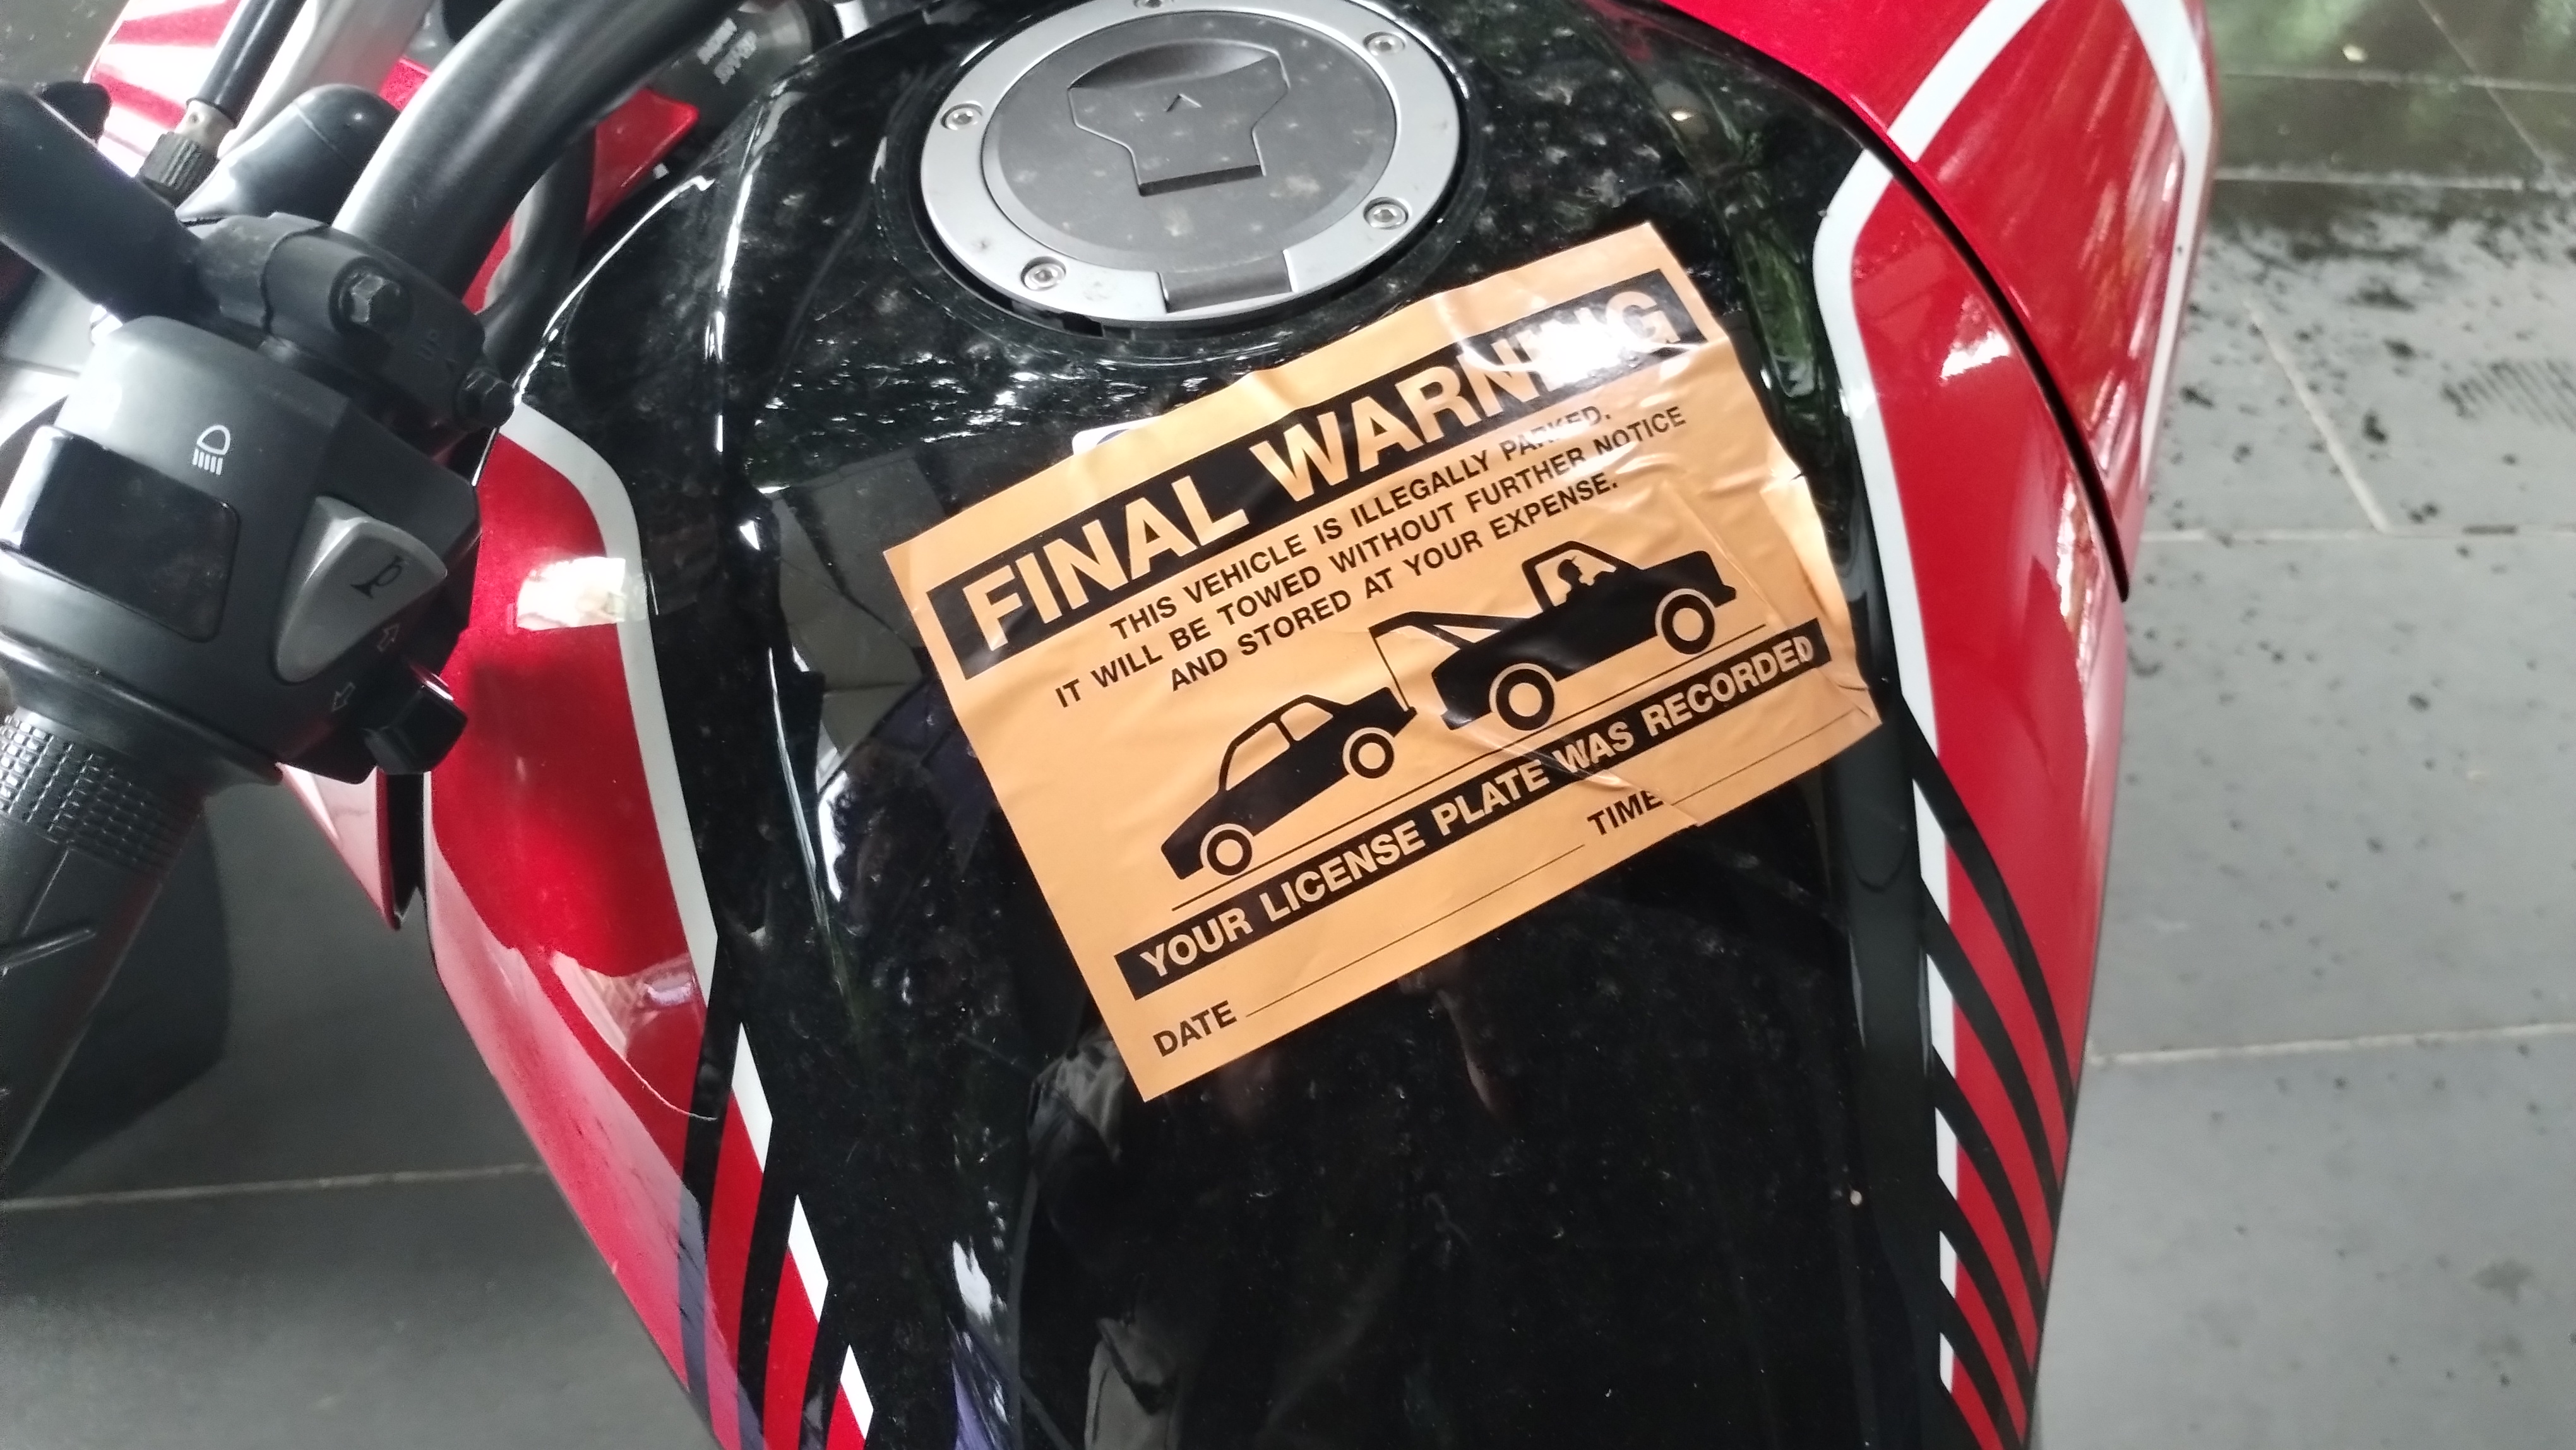 FINAL WARNING
THIS VEHICLE IS ILLEGALLY PARKED.
IT WILL BE TOWED WITHOUT FURTHER NOTICE
AND STORED AT YOUR EXPENSE.
YOUR LICENSE PLATE WAS RECORDED
DATE TIME